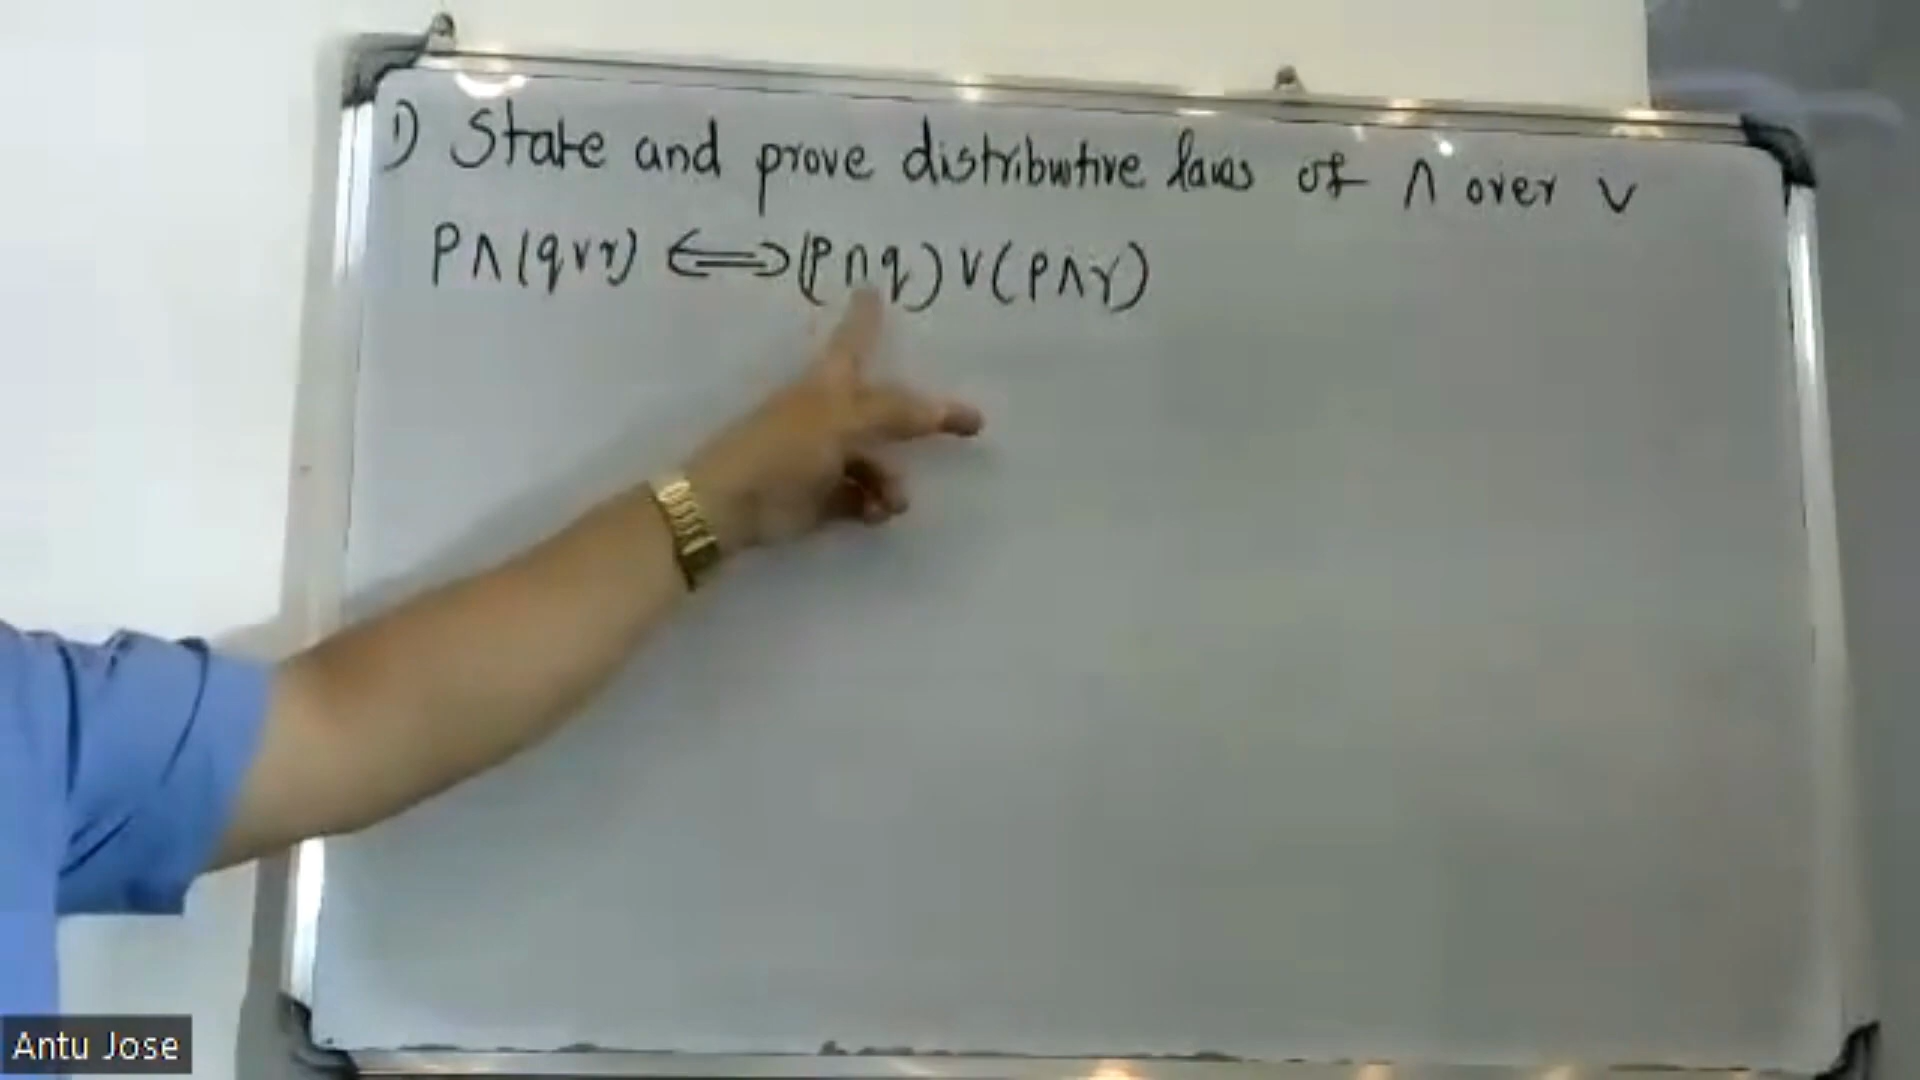 1) State and prove distributive laws of ∧ over ∨
P∧(q∨r) ⟺ (P∧q)∨(P∧r)
Antu Jose